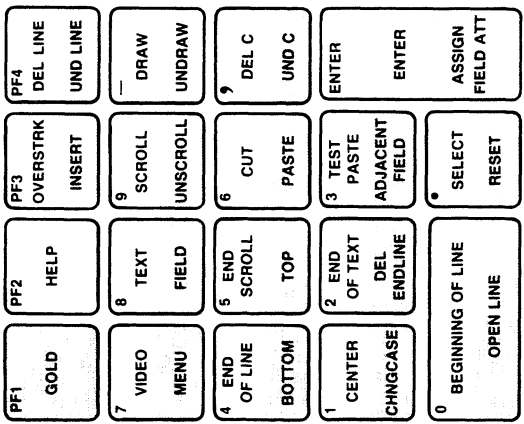 PF1
GOLD
PF2
HELP
PF3
OVERSTRK
INSERT
PF4
DEL LINE
UND LINE
7
VIDEO
MENU
8
TEXT
FIELD
9
SCROLL
UNSCROLL
-
DRAW
UNDRAW
4
END
OF LINE
BOTTOM
5
END
SCROLL
TOP
6
CUT
PASTE
,
DEL C
UND C
1
CENTER
CHNGCASE
2
END
OF TEXT
DEL
ENDLINE
3
TEST
PASTE
ADJACENT
FIELD
ENTER
ENTER
ASSIGN
FIELD ATT
0
BEGINNING OF LINE
OPEN LINE
.
SELECT
RESET